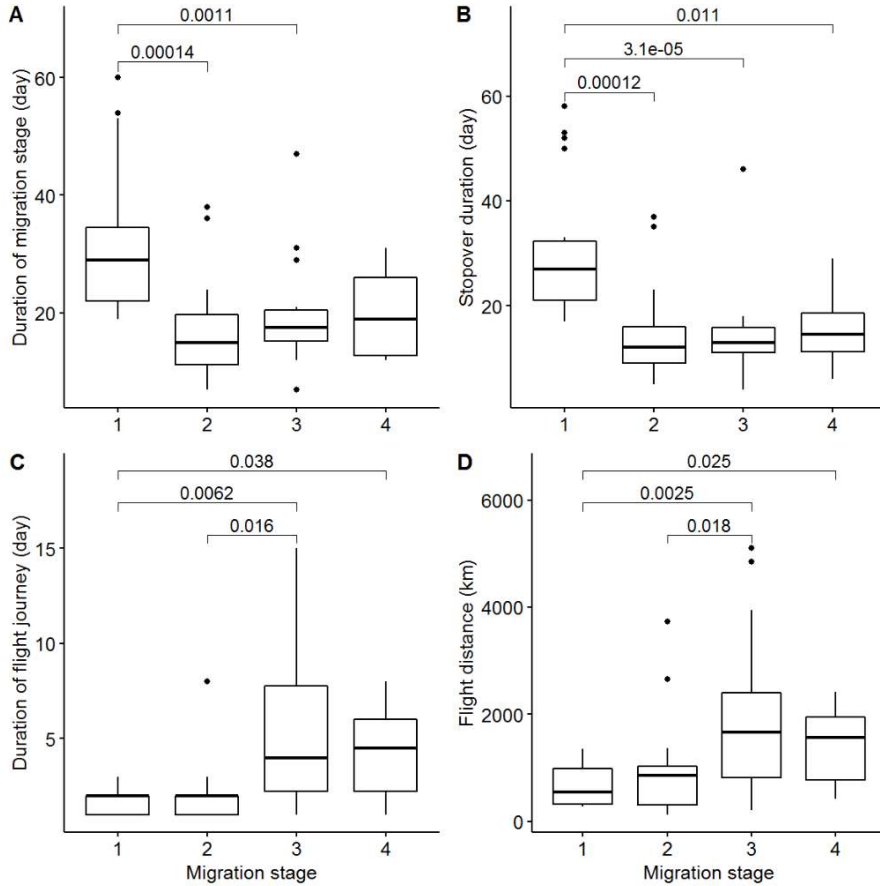 A
0.0011
0.00014
Duration of migration stage (day)
60
40
20
1 2 3 4
B
0.011
3.1e-05
0.00012
Stopover duration (day)
60
40
20
1 2 3 4
C
0.038
0.0062
0.016
Duration of flight journey (day)
15
10
5
1 2 3 4
Migration stage
D
0.025
0.0025
0.018
Flight distance (km)
6000
4000
2000
0
1 2 3 4
Migration stage